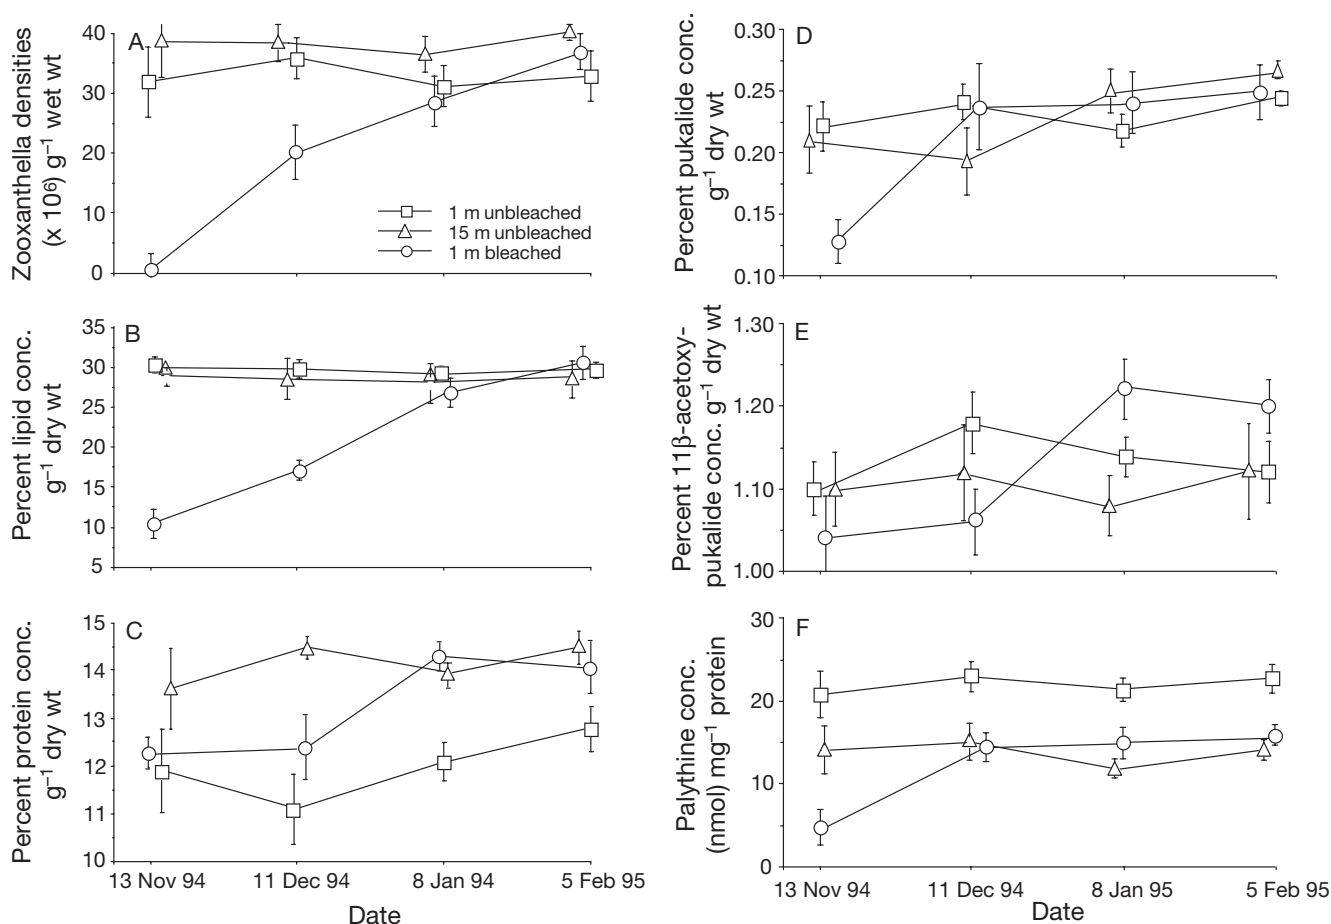 A
Zooxanthella densities
(x 10⁶) g⁻¹ wet wt
40
30
20
10
0
1 m unbleached
15 m unbleached
1 m bleached
B
Percent lipid conc.
g⁻¹ dry wt
35
30
25
20
15
10
5
C
Percent protein conc.
g⁻¹ dry wt
15
14
13
12
11
10
13 Nov 94
11 Dec 94
8 Jan 94
5 Feb 95
Date
D
Percent pukalide conc.
g⁻¹ dry wt
0.30
0.25
0.20
0.15
0.10
E
Percent 11β-acetoxy-
pukalide conc. g⁻¹ dry wt
1.30
1.20
1.10
1.00
F
Palythine conc.
(nmol) mg⁻¹ protein
30
20
10
0
13 Nov 94
11 Dec 94
8 Jan 95
5 Feb 95
Date